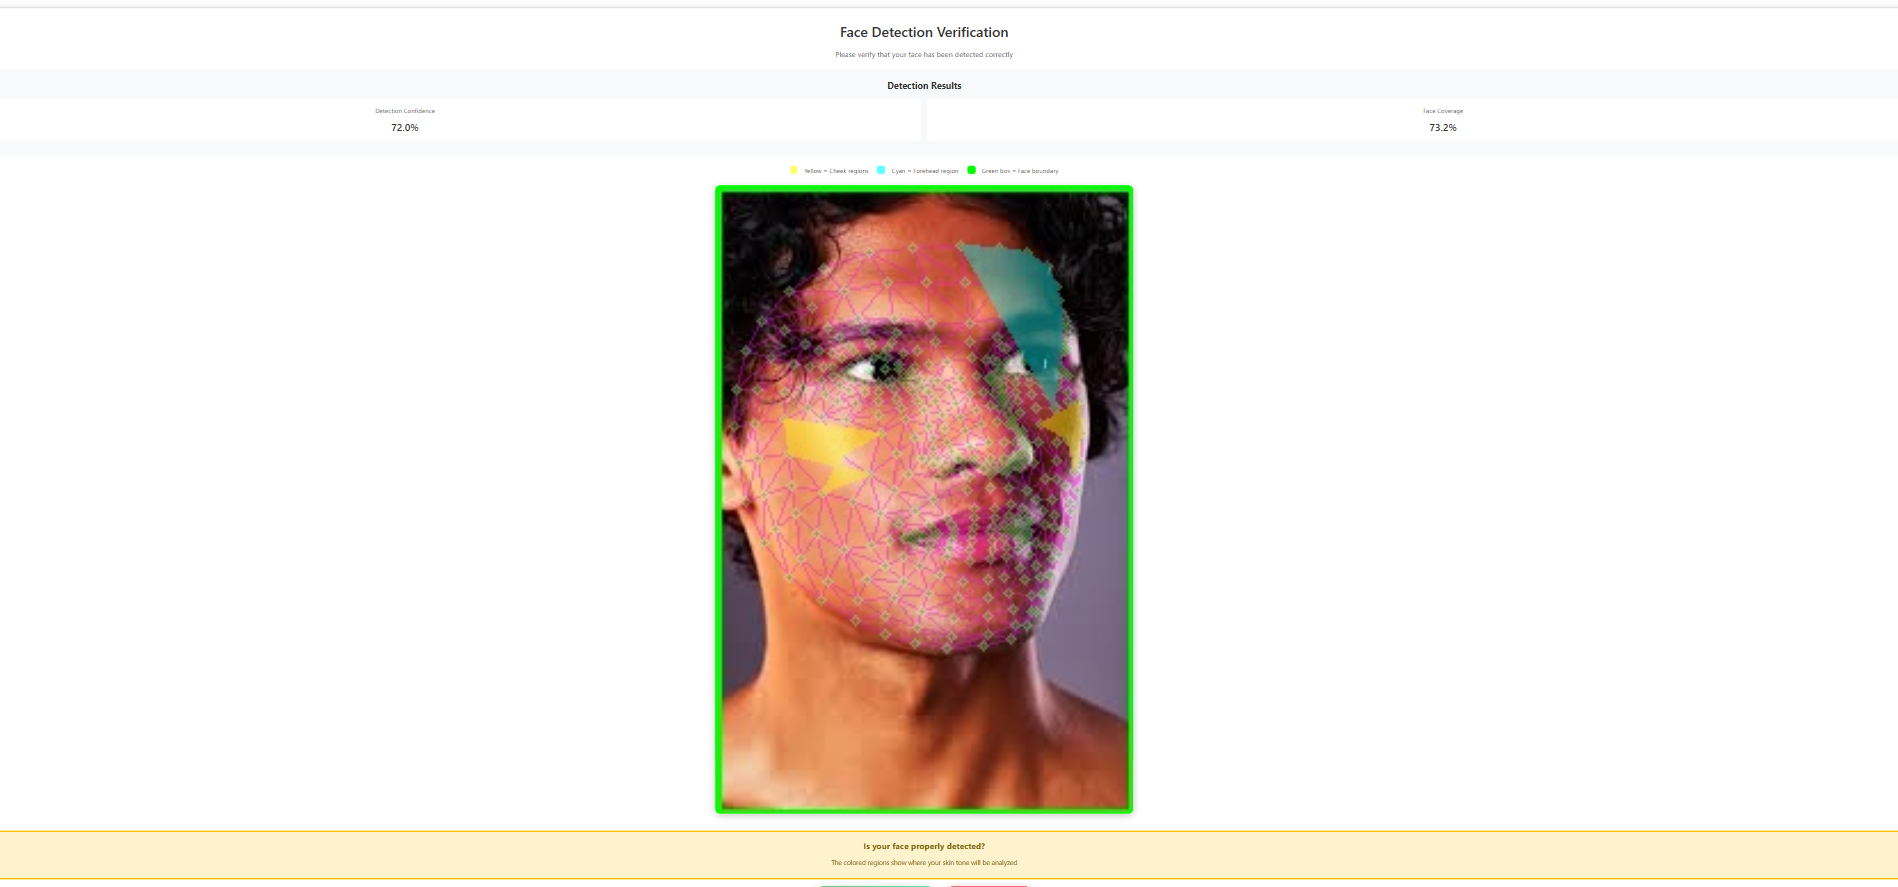 Face Detection Verification
Please verify that your face has been detected correctly
Detection Results
Detection Confidence
72.0%
Face Coverage
73.2%
Yellow = Cheek regions
Cyan = Forehead region
Green box = Face boundary
Is your face properly detected?
The colored regions show where your skin tone will be analyzed